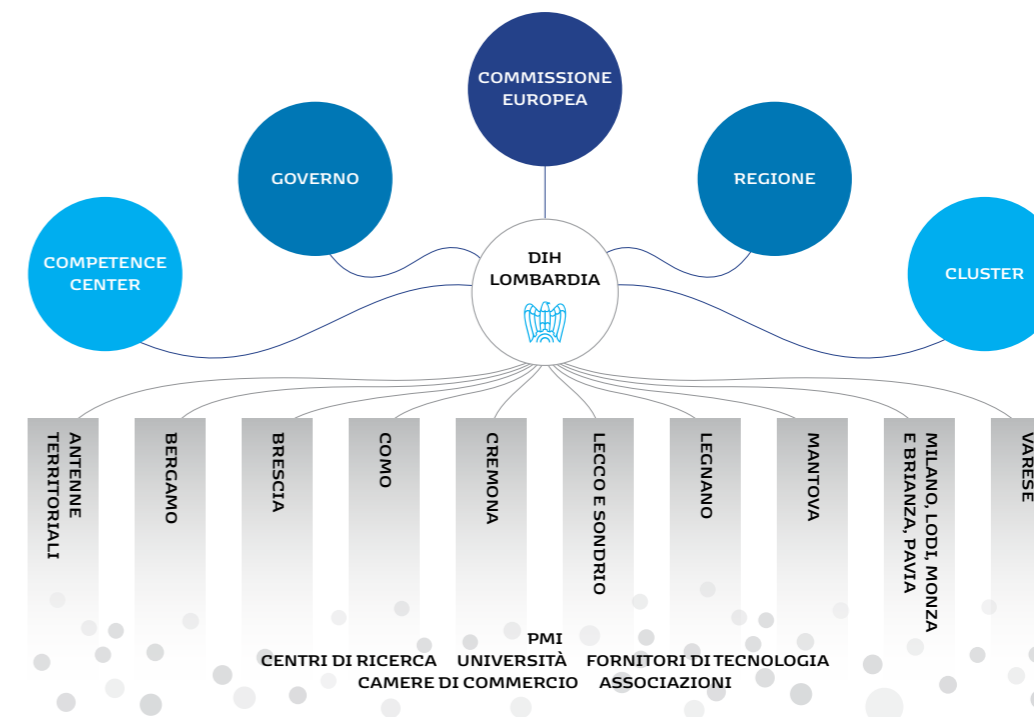 COMMISSIONE
EUROPEA
GOVERNO
REGIONE
COMPETENCE
CENTER
DIH
LOMBARDIA
CLUSTER
ANTENNE
TERRITORIALI
BERGAMO
BRESCIA
COMO
CREMONA
LECCO E SONDRIO
LEGNANO
MANTOVA
MILANO, LODI, MONZA
E BRIANZA, PAVIA
VARESE
PMI
CENTRI DI RICERCA UNIVERSITÀ FORNITORI DI TECNOLOGIA
CAMERE DI COMMERCIO ASSOCIAZIONI